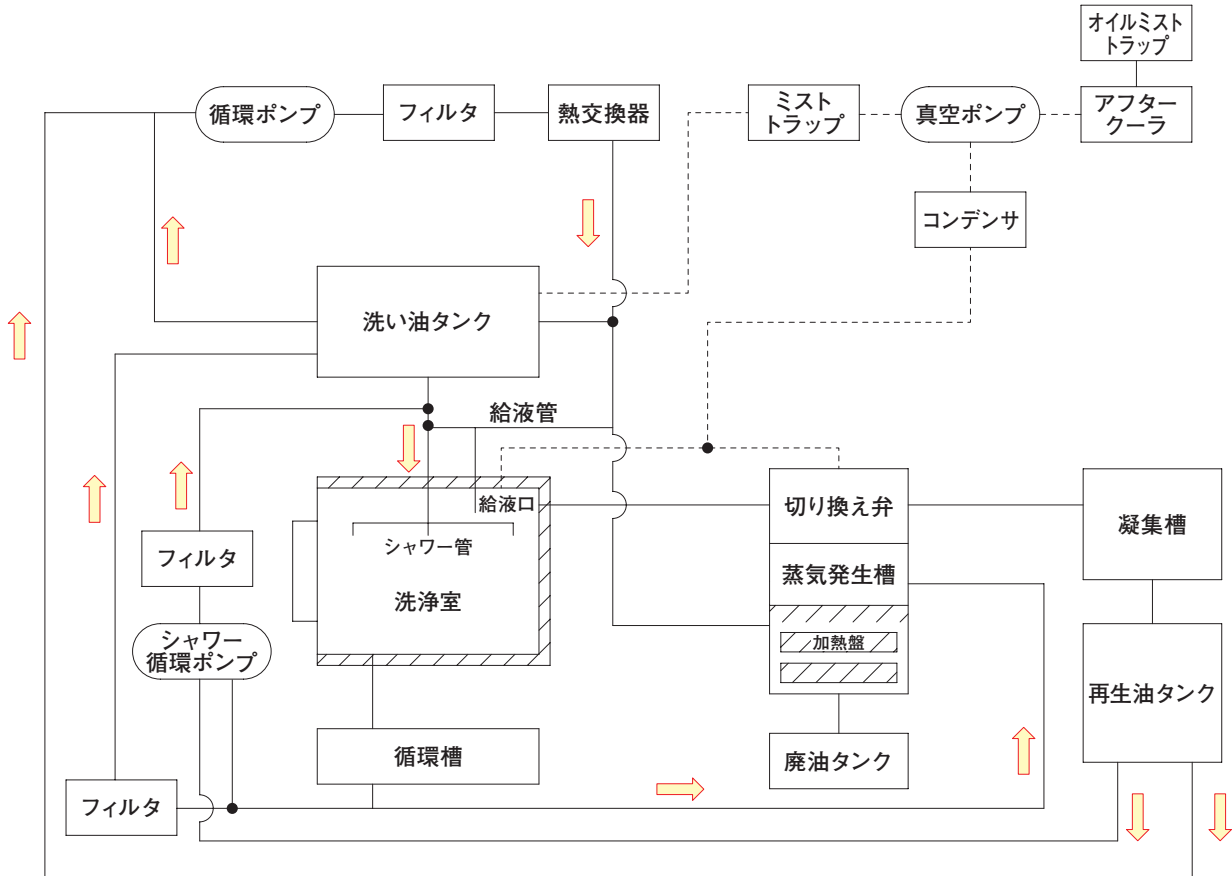 オイルミスト
トラップ
循環ポンプ
フィルタ
熱交換器
ミスト
トラップ
真空ポンプ
アフター
クーラ
コンデンサ
洗い油タンク
給液管
給液口
シャワー管
洗浄室
切り換え弁
蒸気発生槽
加熱盤
凝集槽
フィルタ
シャワー
循環ポンプ
再生油タンク
循環槽
廃油タンク
フィルタ